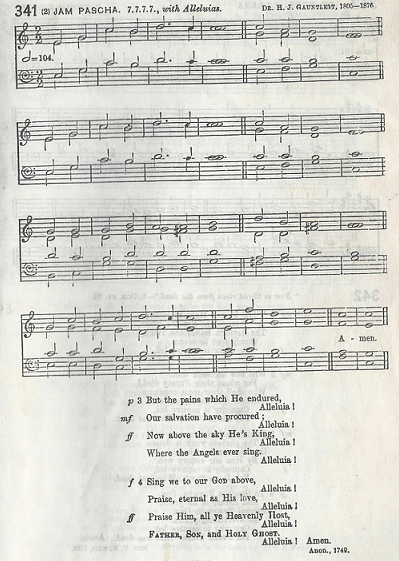 341 (2) JAM PASCHA. 7.7.7.7., with Alleluias. DR. H. J. GAUNTLETT, 1805–1876.
𝅗𝅥=104.
A - men.
p 3 But the pains which He endured,
Alleluia!
mf Our salvation have procured;
Alleluia!
ff Now above the sky He's King,
Alleluia!
Where the Angels ever sing.
Alleluia!
f 4 Sing we to our GOD above,
Alleluia!
Praise, eternal as His love,
Alleluia!
ff Praise Him, all ye Heavenly Host,
Alleluia!
FATHER, SON, and HOLY GHOST.
Alleluia! Amen.
Anon., 1749.